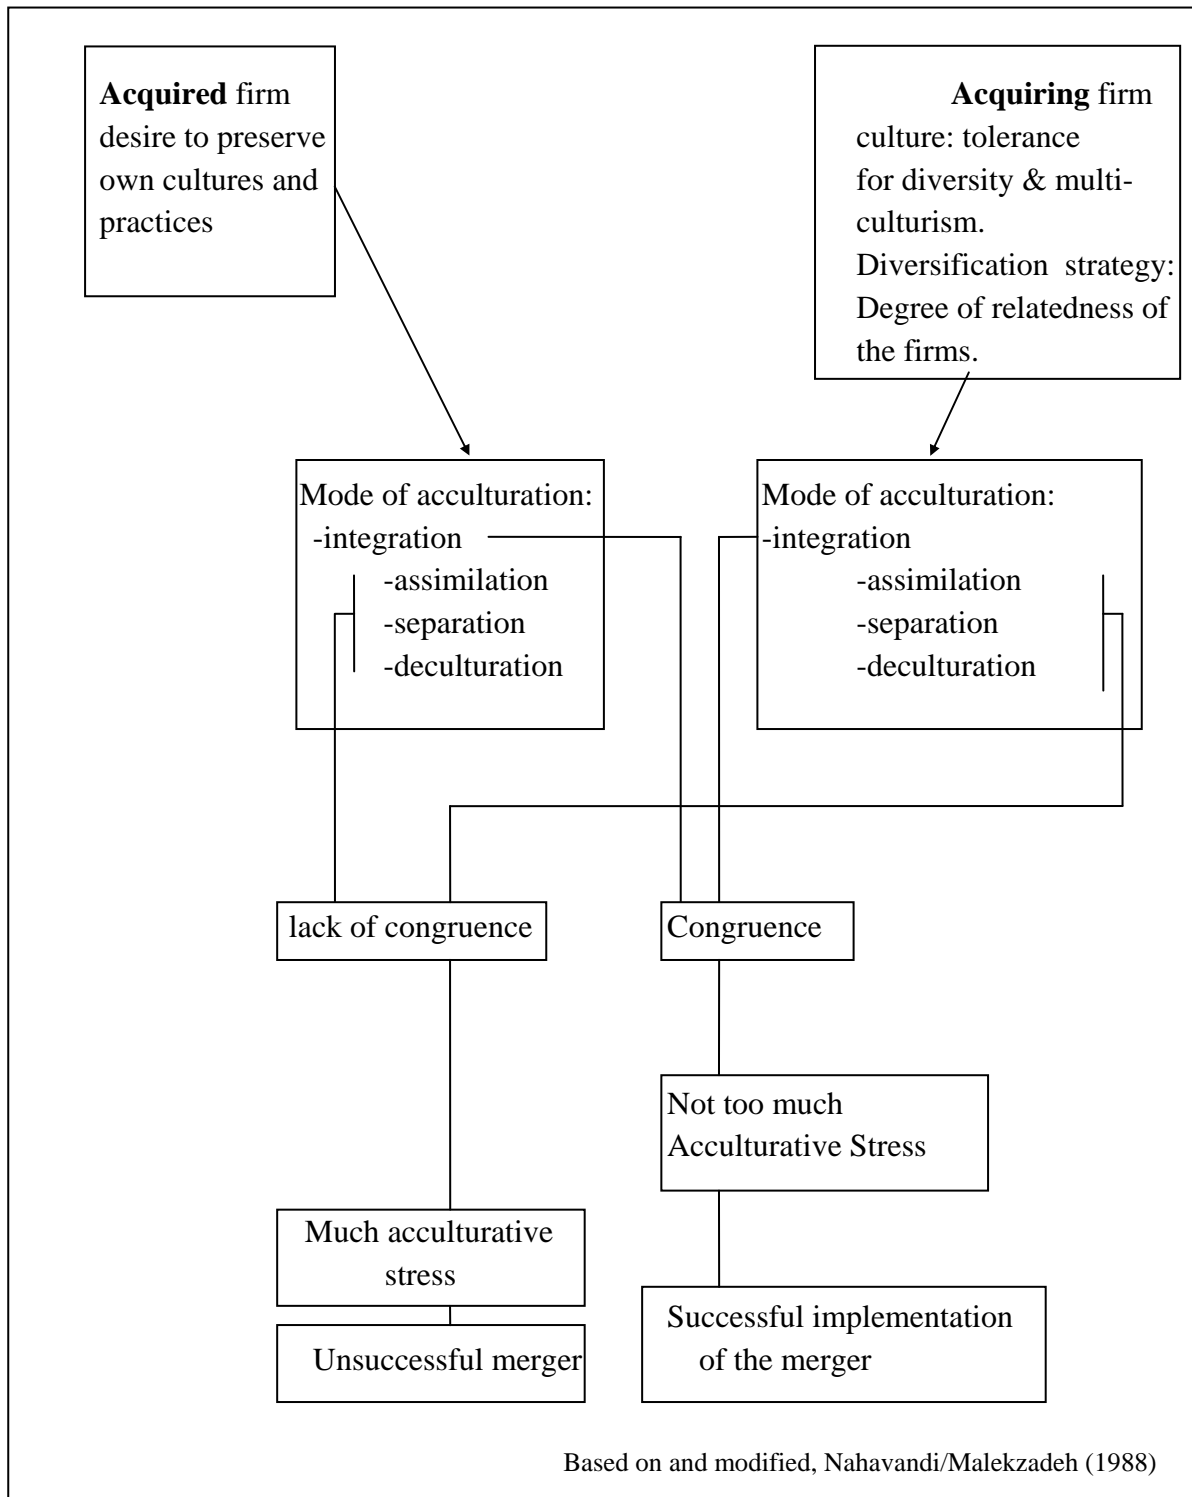 Acquired firm
desire to preserve
own cultures and
practices
Acquiring firm
culture: tolerance
for diversity & multi-
culturism.
Diversification strategy:
Degree of relatedness of
the firms.
Mode of acculturation:
-integration
-assimilation
-separation
-deculturation
Mode of acculturation:
-integration
-assimilation
-separation
-deculturation
lack of congruence
Congruence
Not too much
Acculturative Stress
Much acculturative
stress
Unsuccessful merger
Successful implementation
of the merger
Based on and modified, Nahavandi/Malekzadeh (1988)